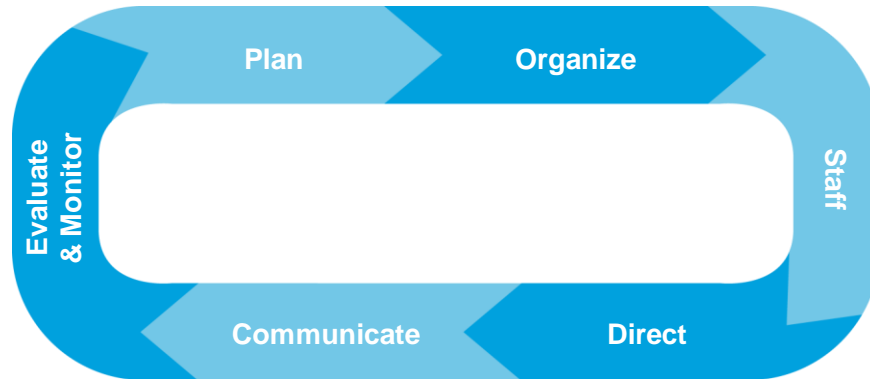 Plan
Organize
Staff
Direct
Communicate
Evaluate
& Monitor